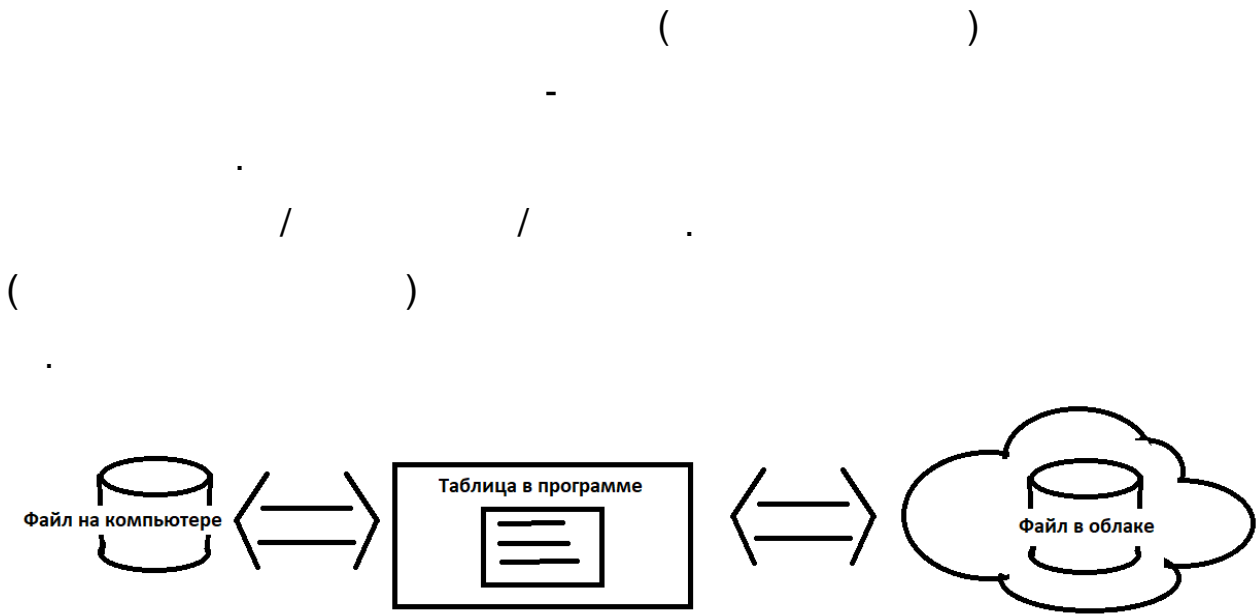 ( )
-
.
/ / .
( )
.
Таблица в программе
Файл на компьютере
Файл в облаке